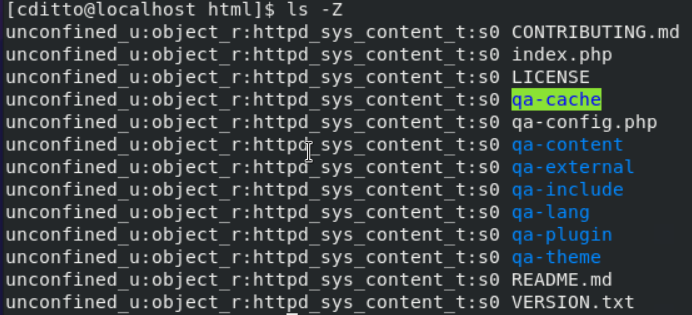 [cditto@localhost html]$ ls -Z
unconfined_u:object_r:httpd_sys_content_t:s0 CONTRIBUTING.md
unconfined_u:object_r:httpd_sys_content_t:s0 index.php
unconfined_u:object_r:httpd_sys_content_t:s0 LICENSE
unconfined_u:object_r:httpd_sys_content_t:s0 qa-cache
unconfined_u:object_r:httpd_sys_content_t:s0 qa-config.php
unconfined_u:object_r:httpd_sys_content_t:s0 qa-content
unconfined_u:object_r:httpd_sys_content_t:s0 qa-external
unconfined_u:object_r:httpd_sys_content_t:s0 qa-include
unconfined_u:object_r:httpd_sys_content_t:s0 qa-lang
unconfined_u:object_r:httpd_sys_content_t:s0 qa-plugin
unconfined_u:object_r:httpd_sys_content_t:s0 qa-theme
unconfined_u:object_r:httpd_sys_content_t:s0 README.md
unconfined_u:object_r:httpd_sys_content_t:s0 VERSION.txt